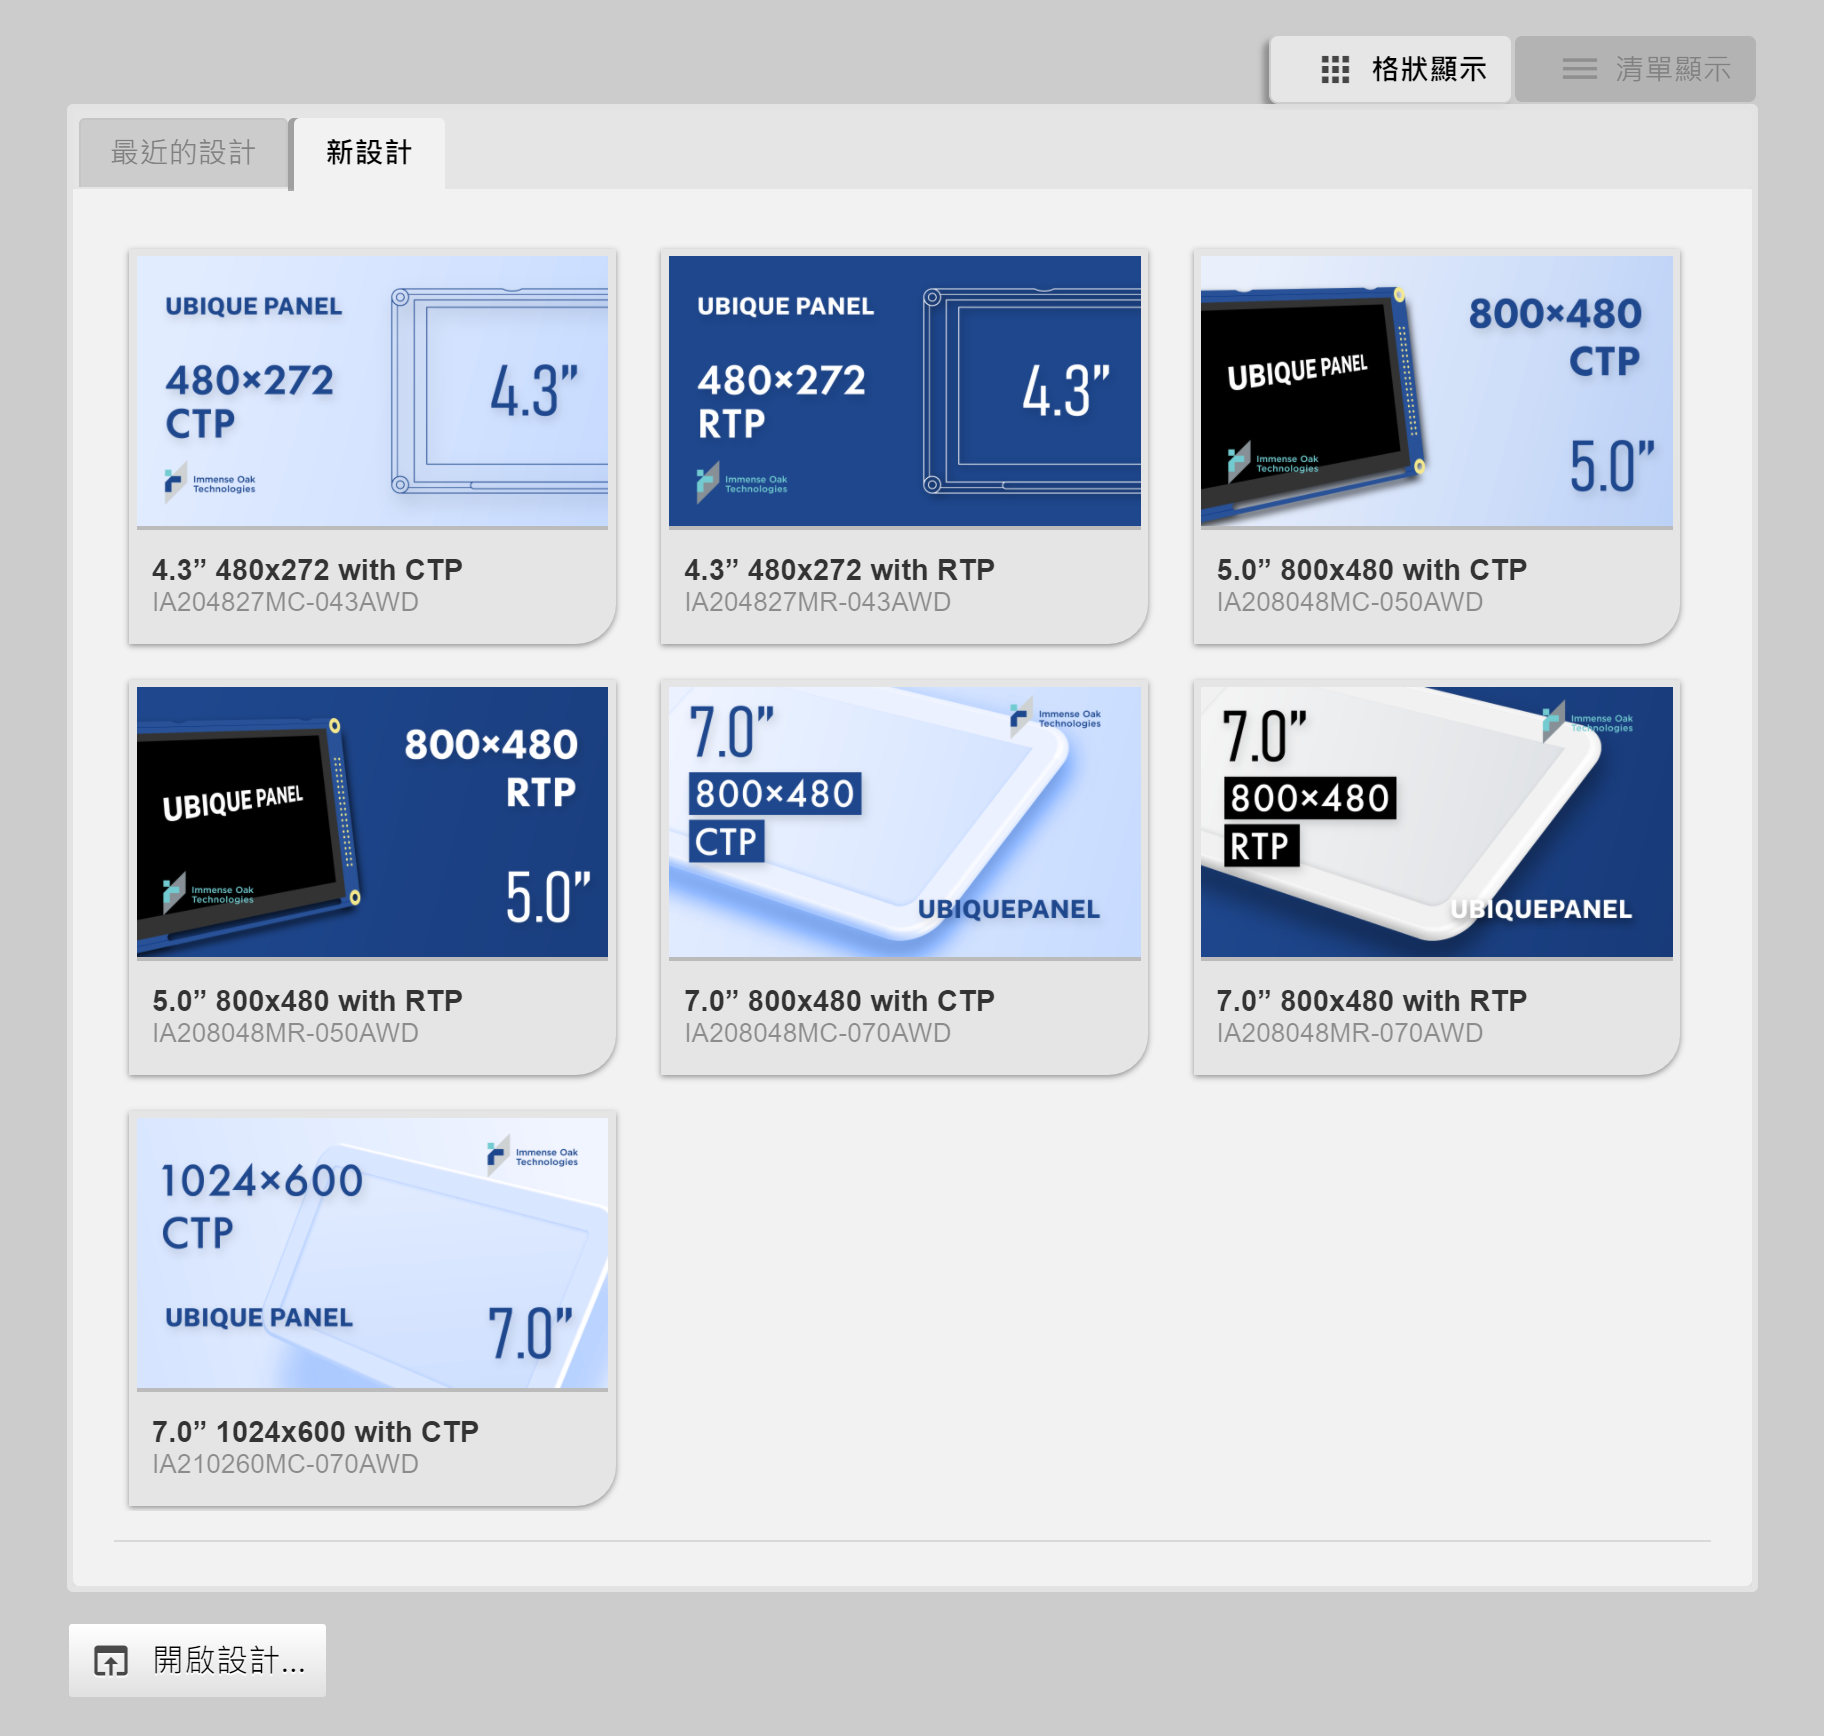 格狀顯示
清單顯示
最近的設計
新設計
UBIQUE PANEL
480×272
CTP
4.3”
Immense Oak
Technologies
4.3” 480x272 with CTP
IA204827MC-043AWD
UBIQUE PANEL
480×272
RTP
4.3”
Immense Oak
Technologies
4.3” 480x272 with RTP
IA204827MR-043AWD
800×480
CTP
UBIQUE PANEL
5.0”
Immense Oak
Technologies
5.0” 800x480 with CTP
IA208048MC-050AWD
800×480
RTP
UBIQUE PANEL
5.0”
Immense Oak
Technologies
5.0” 800x480 with RTP
IA208048MR-050AWD
7.0”
Immense Oak
Technologies
800×480
CTP
UBIQUEPANEL
7.0” 800x480 with CTP
IA208048MC-070AWD
7.0”
Immense Oak
Technologies
800×480
RTP
UBIQUEPANEL
7.0” 800x480 with RTP
IA208048MR-070AWD
Immense Oak
Technologies
1024×600
CTP
UBIQUE PANEL
7.0”
7.0” 1024x600 with CTP
IA210260MC-070AWD
開啟設計...